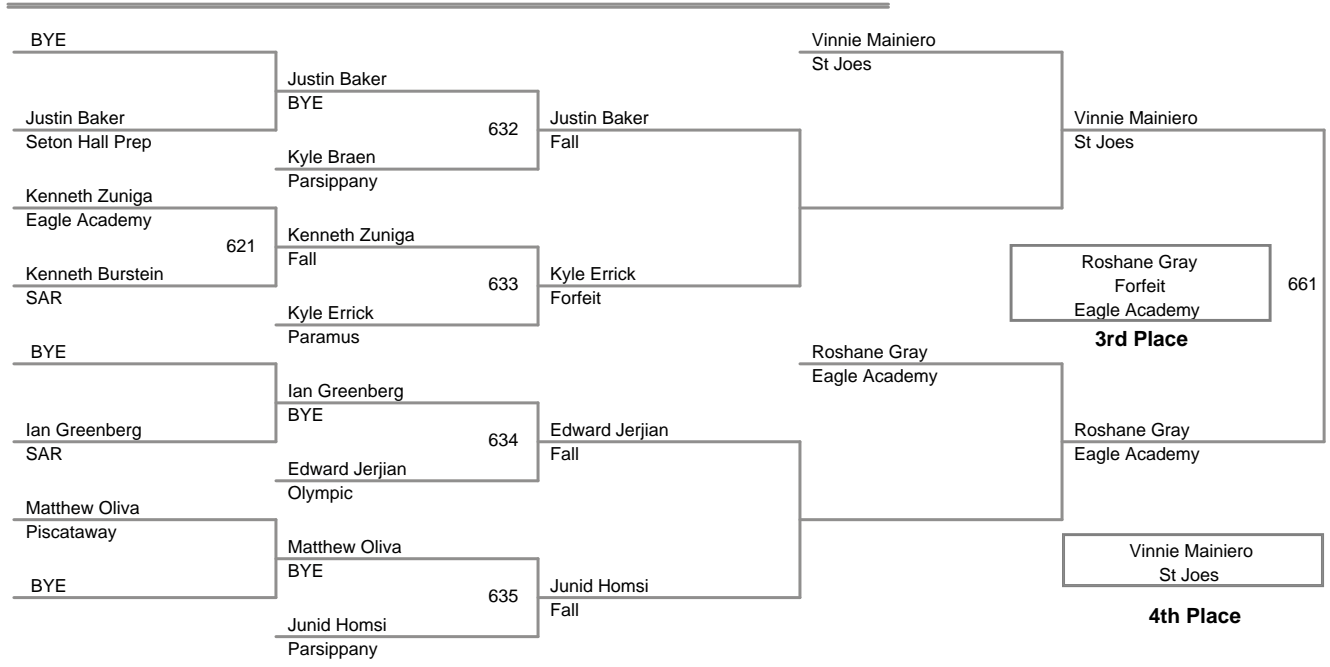 BYE
Justin Baker
Seton Hall Prep
Kenneth Zuniga
Eagle Academy
621
Kenneth Burstein
SAR
BYE
Ian Greenberg
SAR
Matthew Oliva
Piscataway
BYE
Justin Baker
BYE
632
Kyle Braen
Parsippany
Kenneth Zuniga
Fall
633
Kyle Errick
Paramus
Ian Greenberg
BYE
634
Edward Jerjian
Olympic
Matthew Oliva
BYE
635
Junid Homsi
Parsippany
Justin Baker
Fall
Kyle Errick
Forfeit
Edward Jerjian
Fall
Junid Homsi
Fall
Vinnie Mainiero
St Joes
Roshane Gray
Eagle Academy
Vinnie Mainiero
St Joes
Roshane Gray
Forfeit
Eagle Academy
661
3rd Place
Roshane Gray
Eagle Academy
Vinnie Mainiero
St Joes
4th Place